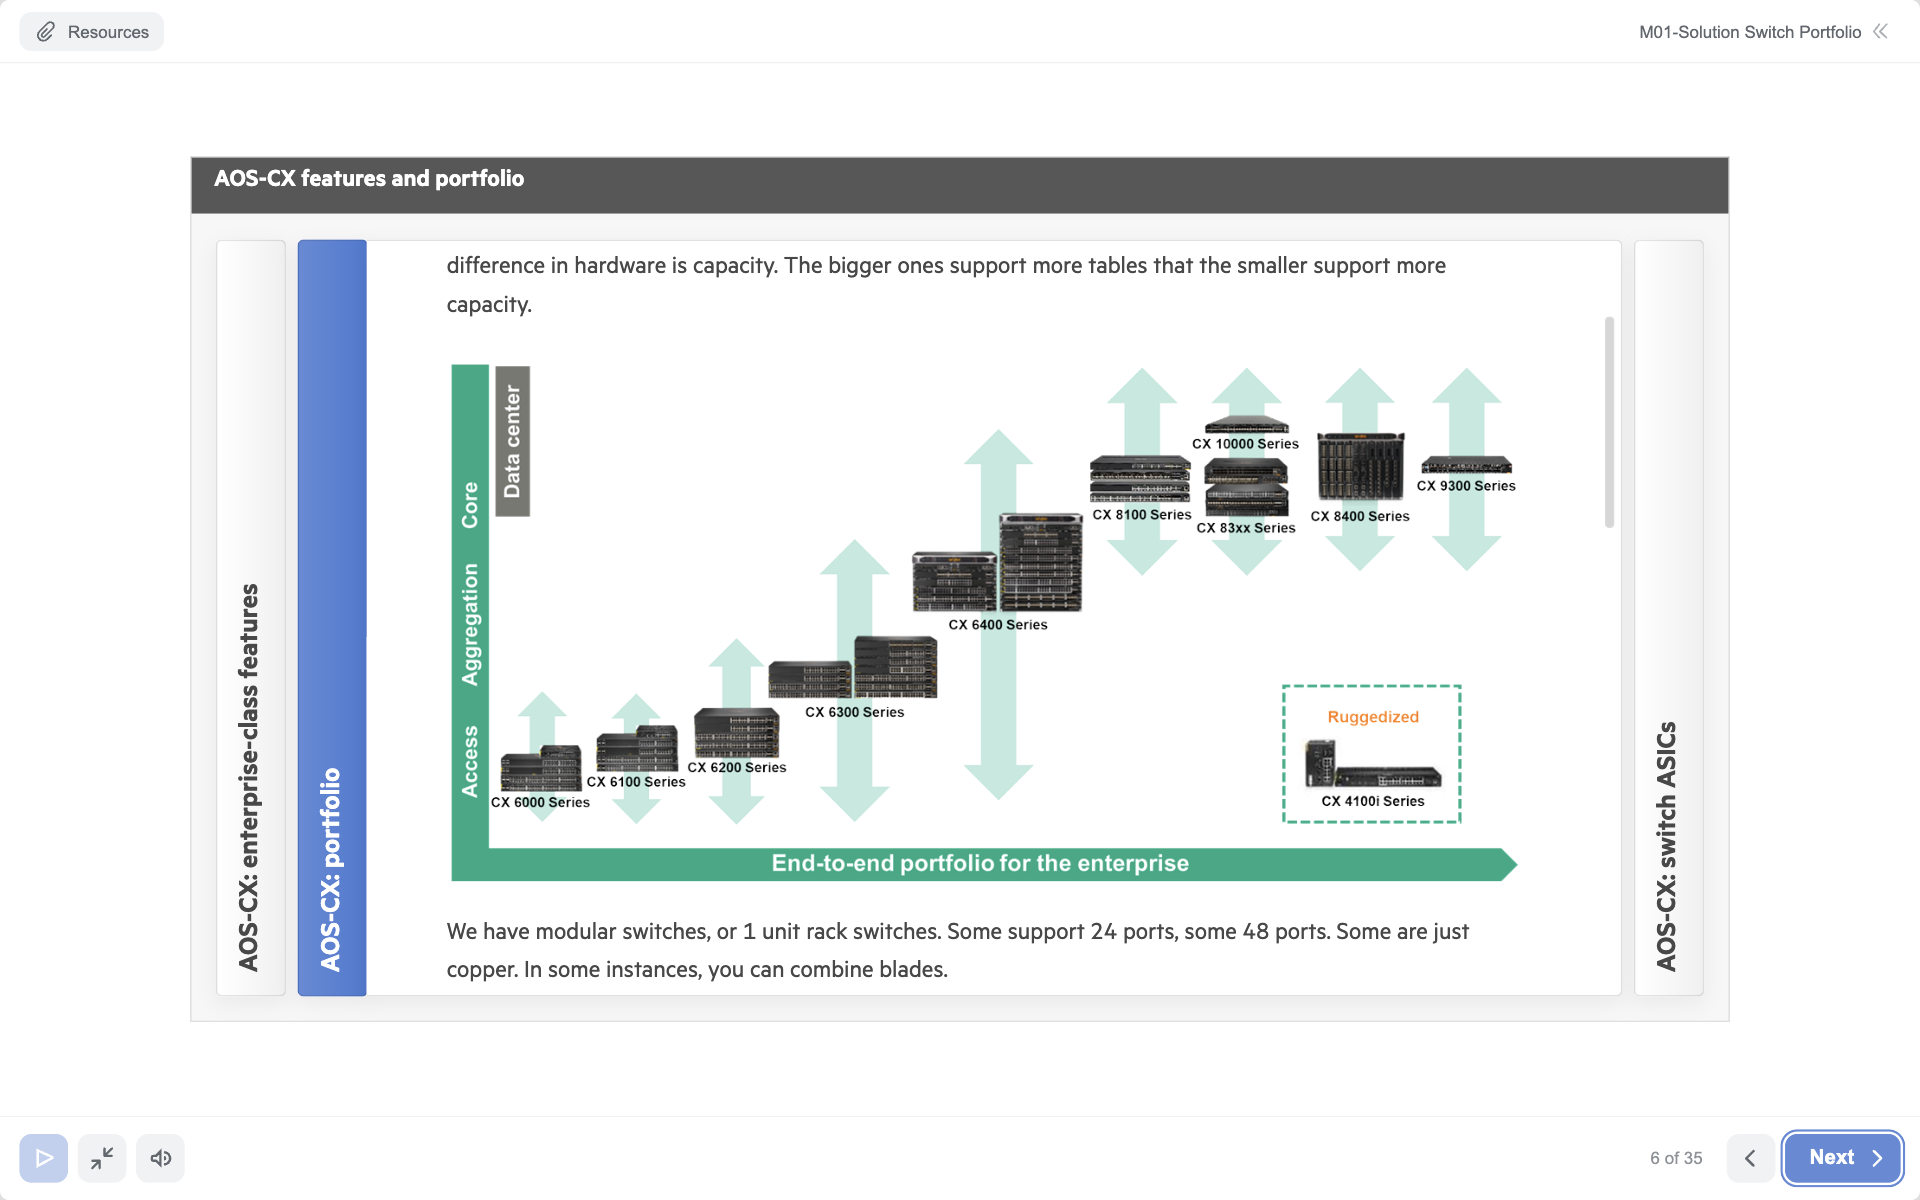 Resources
M01-Solution Switch Portfolio
AOS-CX features and portfolio
AOS-CX: enterprise-class features
AOS-CX: portfolio
difference in hardware is capacity. The bigger ones support more tables that the smaller support more
capacity.
Core
Aggregation
Access
Data center
CX 6000 Series
CX 6100 Series
CX 6200 Series
CX 6300 Series
CX 6400 Series
CX 8100 Series
CX 10000 Series
CX 83xx Series
CX 8400 Series
CX 9300 Series
Ruggedized
CX 4100i Series
End-to-end portfolio for the enterprise
We have modular switches, or 1 unit rack switches. Some support 24 ports, some 48 ports. Some are just
copper. In some instances, you can combine blades.
AOS-CX: switch ASICs
6 of 35
Next